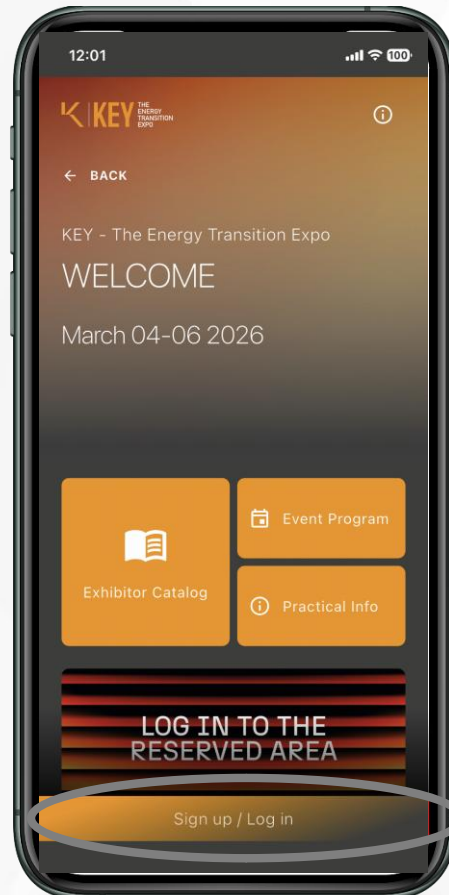 12:01
100
KEY THE
ENERGY
TRANSITION
EXPO
BACK
KEY - The Energy Transition Expo
WELCOME
March 04-06 2026
Exhibitor Catalog
Event Program
Practical Info
LOG IN TO THE
RESERVED AREA
Sign up / Log in